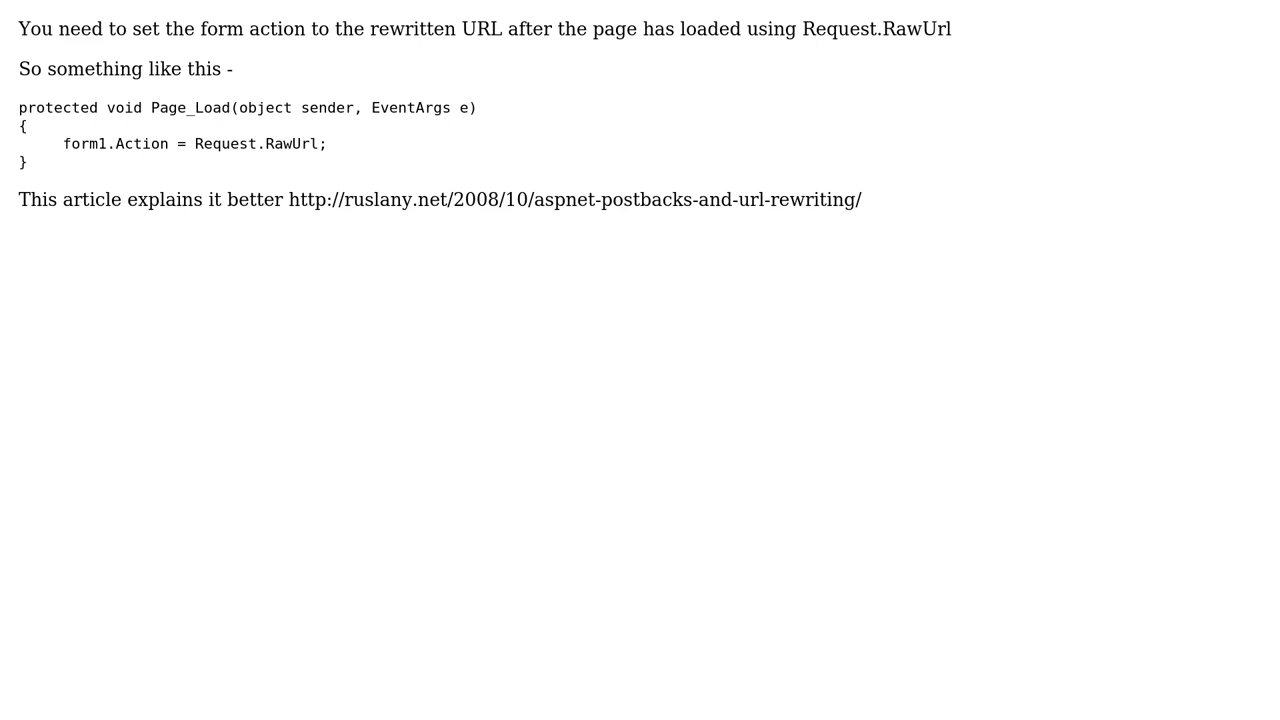 You need to set the form action to the rewritten URL after the page has loaded using Request.RawUrl
So something like this -
protected void Page_Load(object sender, EventArgs e)
{
     form1.Action = Request.RawUrl;
}
This article explains it better http://ruslany.net/2008/10/aspnet-postbacks-and-url-rewriting/